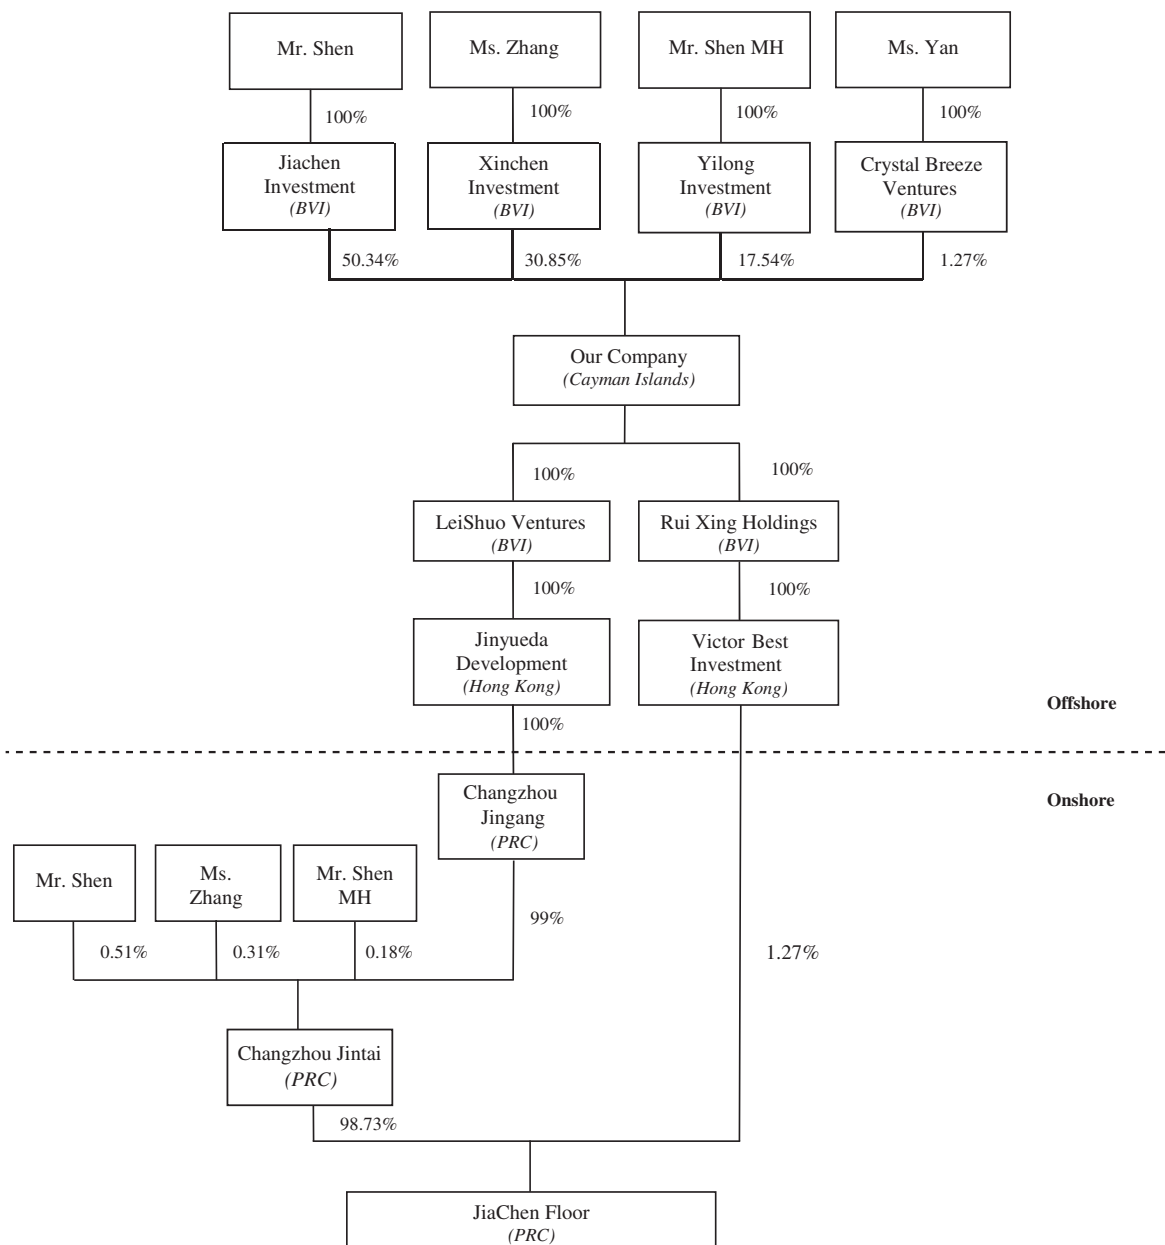 Mr. Shen
Ms. Zhang
Mr. Shen MH
Ms. Yan
100%
100%
100%
100%
Jiachen
Investment
(BVI)
Xinchen
Investment
(BVI)
Yilong
Investment
(BVI)
Crystal Breeze
Ventures
(BVI)
50.34%
30.85%
17.54%
1.27%
Our Company
(Cayman Islands)
100%
100%
LeiShuo Ventures
(BVI)
Rui Xing Holdings
(BVI)
100%
100%
Jinyueda
Development
(Hong Kong)
Victor Best
Investment
(Hong Kong)
Offshore
100%
Onshore
Changzhou
Jingang
(PRC)
Mr. Shen
Ms.
Zhang
Mr. Shen
MH
99%
0.51%
0.31%
0.18%
1.27%
Changzhou Jintai
(PRC)
98.73%
JiaChen Floor
(PRC)